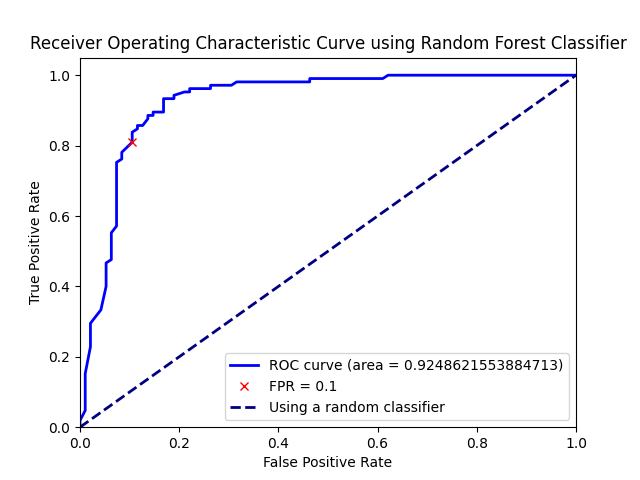 Receiver Operating Characteristic Curve using Random Forest Classifier
True Positive Rate
1.0
0.8
0.6
0.4
0.2
0.0
ROC curve (area = 0.9248621553884713)
FPR = 0.1
Using a random classifier
0.0 0.2 0.4 0.6 0.8 1.0
False Positive Rate